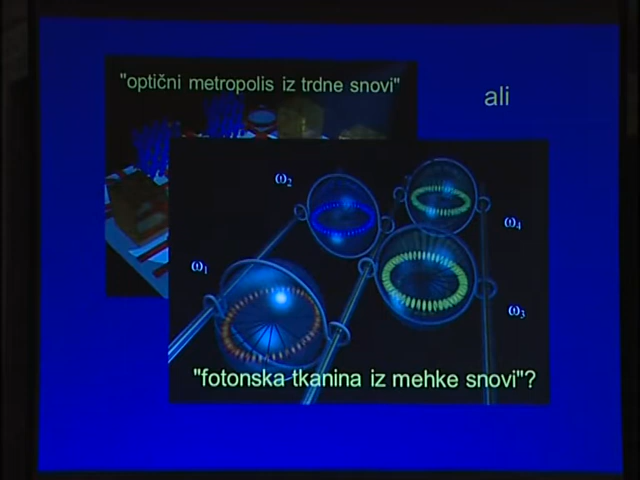 "optični metropolis iz trdne snovi"
ali
ω₂
ω₄
ω₁
ω₃
"fotonska tkanina iz mehke snovi"?